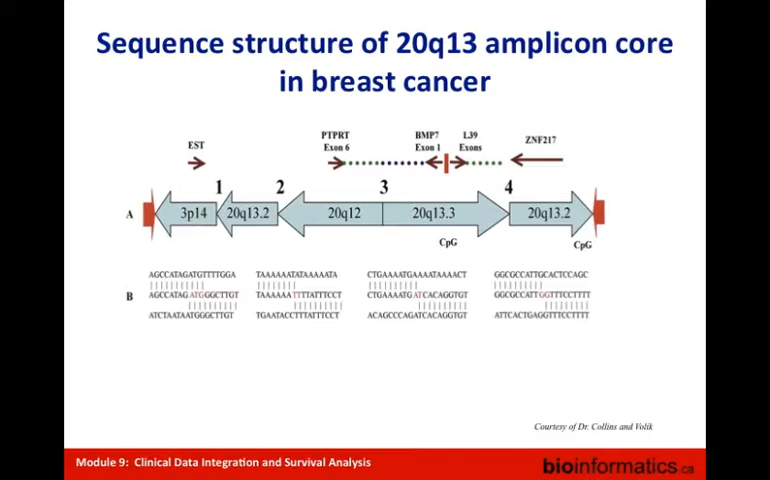 Sequence structure of 20q13 amplicon core
in breast cancer
EST
PTPRT
Exon 6
BMP7
Exon 1
L39
Exons
ZNF217
1 2 3 4
A
3p14 20q13.2 20q12 20q13.3 20q13.2
CpG CpG
AGCCATAGATGTTTTGGA TAAAAAATATAAAAATA CTGAAAATGAAAATAAAACT GGCGCCATTGCACTCCAGC
B
AGCCATAGATGGGCTTGT TAAAAAATTTTATTTCCT CTGAAAATGATCACAGGTGT GGCGCCATTGGTTTCCTTTT
ATCTAATAATGGGCTTGT TGAATACCTTTATTTCCT ACAGCCCAGATCACAGGTGT ATTCACTGAGGTTTCCTTTT
Courtesy of Dr. Collins and Volik
Module 9: Clinical Data Integration and Survival Analysis
bioinformatics.ca